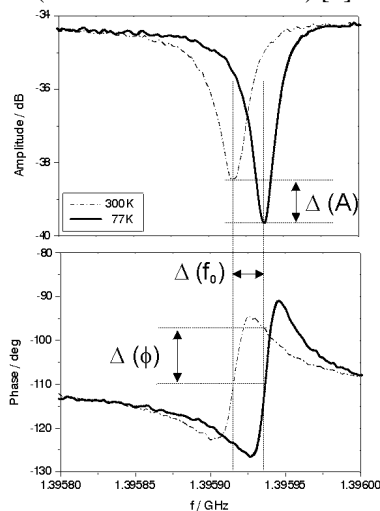 -34
-36
-38
-40
Amplitude / dB
300K
77K
Δ (A)
Δ (f₀)
Δ (ϕ)
-80
-90
-100
-110
-120
-130
Phase / deg
1.39580
1.39585
1.39590
1.39595
1.39600
f / GHz